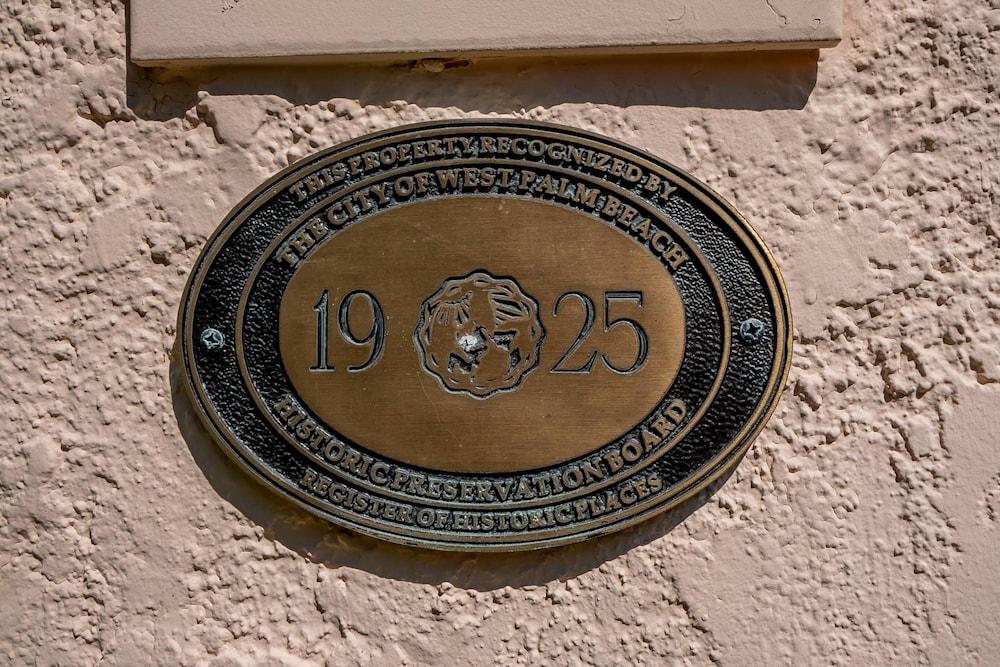 THIS PROPERTY RECOGNIZED BY
THE CITY OF WEST PALM BEACH
19 25
HISTORIC PRESERVATION BOARD
REGISTER OF HISTORIC PLACES